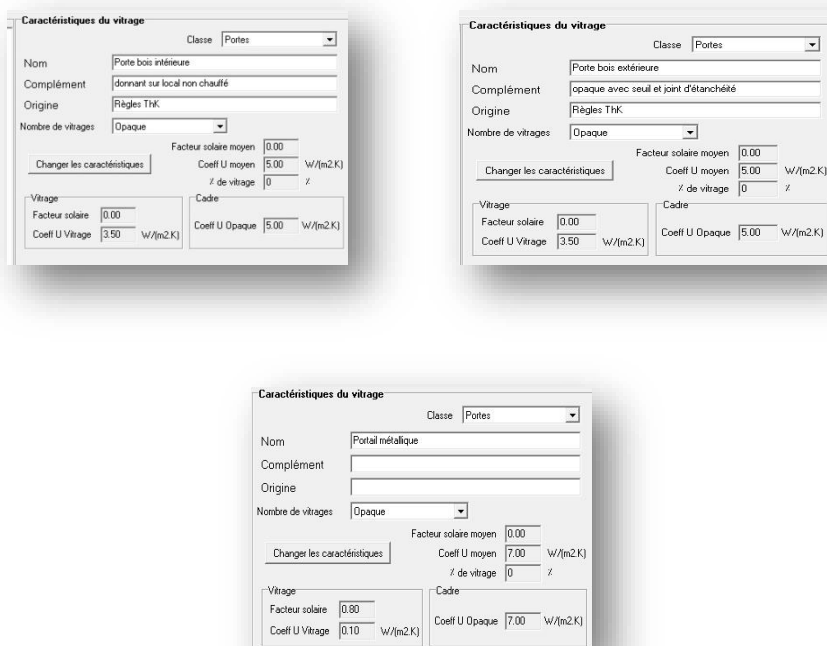 Caractéristiques du vitrage
Classe Portes
Nom Porte bois intérieure
Complément donnant sur local non chauffé
Origine Règles ThK
Nombre de vitrages Opaque
Facteur solaire moyen 0.00
Changer les caractéristiques Coeff U moyen 5.00 W/(m2.K)
% de vitrage 0 %
Vitrage
Facteur solaire 0.00
Coeff U Vitrage 3.50 W/(m2.K)
Cadre
Coeff U Opaque 5.00 W/(m2.K)
Caractéristiques du vitrage
Classe Portes
Nom Porte bois extérieure
Complément opaque avec seuil et joint d'étanchéité
Origine Règles ThK
Nombre de vitrages Opaque
Facteur solaire moyen 0.00
Changer les caractéristiques Coeff U moyen 5.00 W/(m2.K)
% de vitrage 0 %
Vitrage
Facteur solaire 0.00
Coeff U Vitrage 3.50 W/(m2.K)
Cadre
Coeff U Opaque 5.00 W/(m2.K)
Caractéristiques du vitrage
Classe Portes
Nom Portail métallique
Complément
Origine
Nombre de vitrages Opaque
Facteur solaire moyen 0.00
Changer les caractéristiques Coeff U moyen 7.00 W/(m2.K)
% de vitrage 0 %
Vitrage
Facteur solaire 0.80
Coeff U Vitrage 0.10 W/(m2.K)
Cadre
Coeff U Opaque 7.00 W/(m2.K)